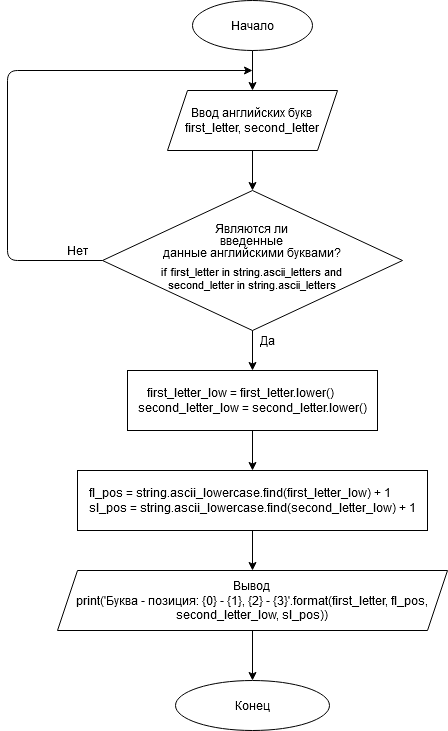 Начало
Ввод английских букв
first_letter, second_letter
Являются ли
введенные
данные английскими буквами?
if first_letter in string.ascii_letters and
second_letter in string.ascii_letters
Нет
Да
first_letter_low = first_letter.lower()
second_letter_low = second_letter.lower()
fl_pos = string.ascii_lowercase.find(first_letter_low) + 1
sl_pos = string.ascii_lowercase.find(second_letter_low) + 1
Вывод
print('Буква - позиция: {0} - {1}, {2} - {3}'.format(first_letter, fl_pos,
second_letter_low, sl_pos))
Конец